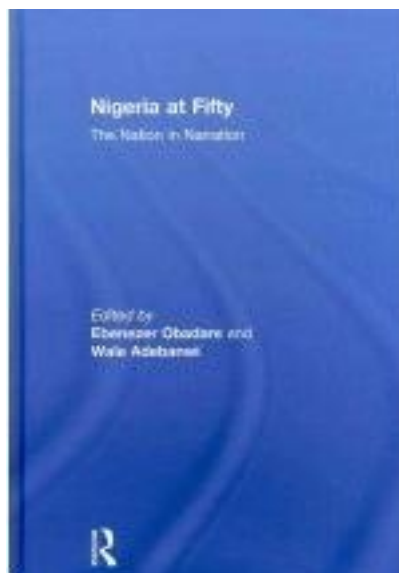 Nigeria at Fifty
The Nation in Narration
Edited by
Ebenezer Obadare and
Wale Adebanwi